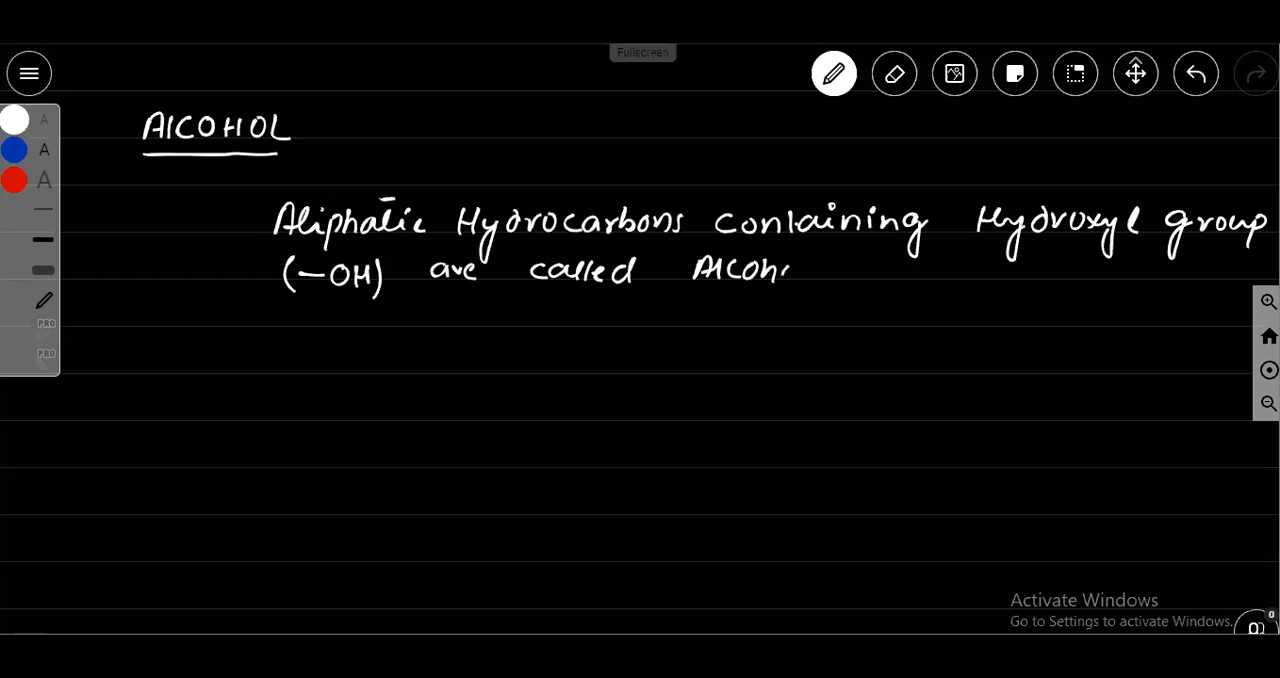 Fullscreen
AlCOHOL
A
A
A
Aliphatic Hydrocarbons containing Hydroxyl group
(-OH) are called AlCoh
PRO
PRO
Activate Windows
Go to Settings to activate Windows.
0